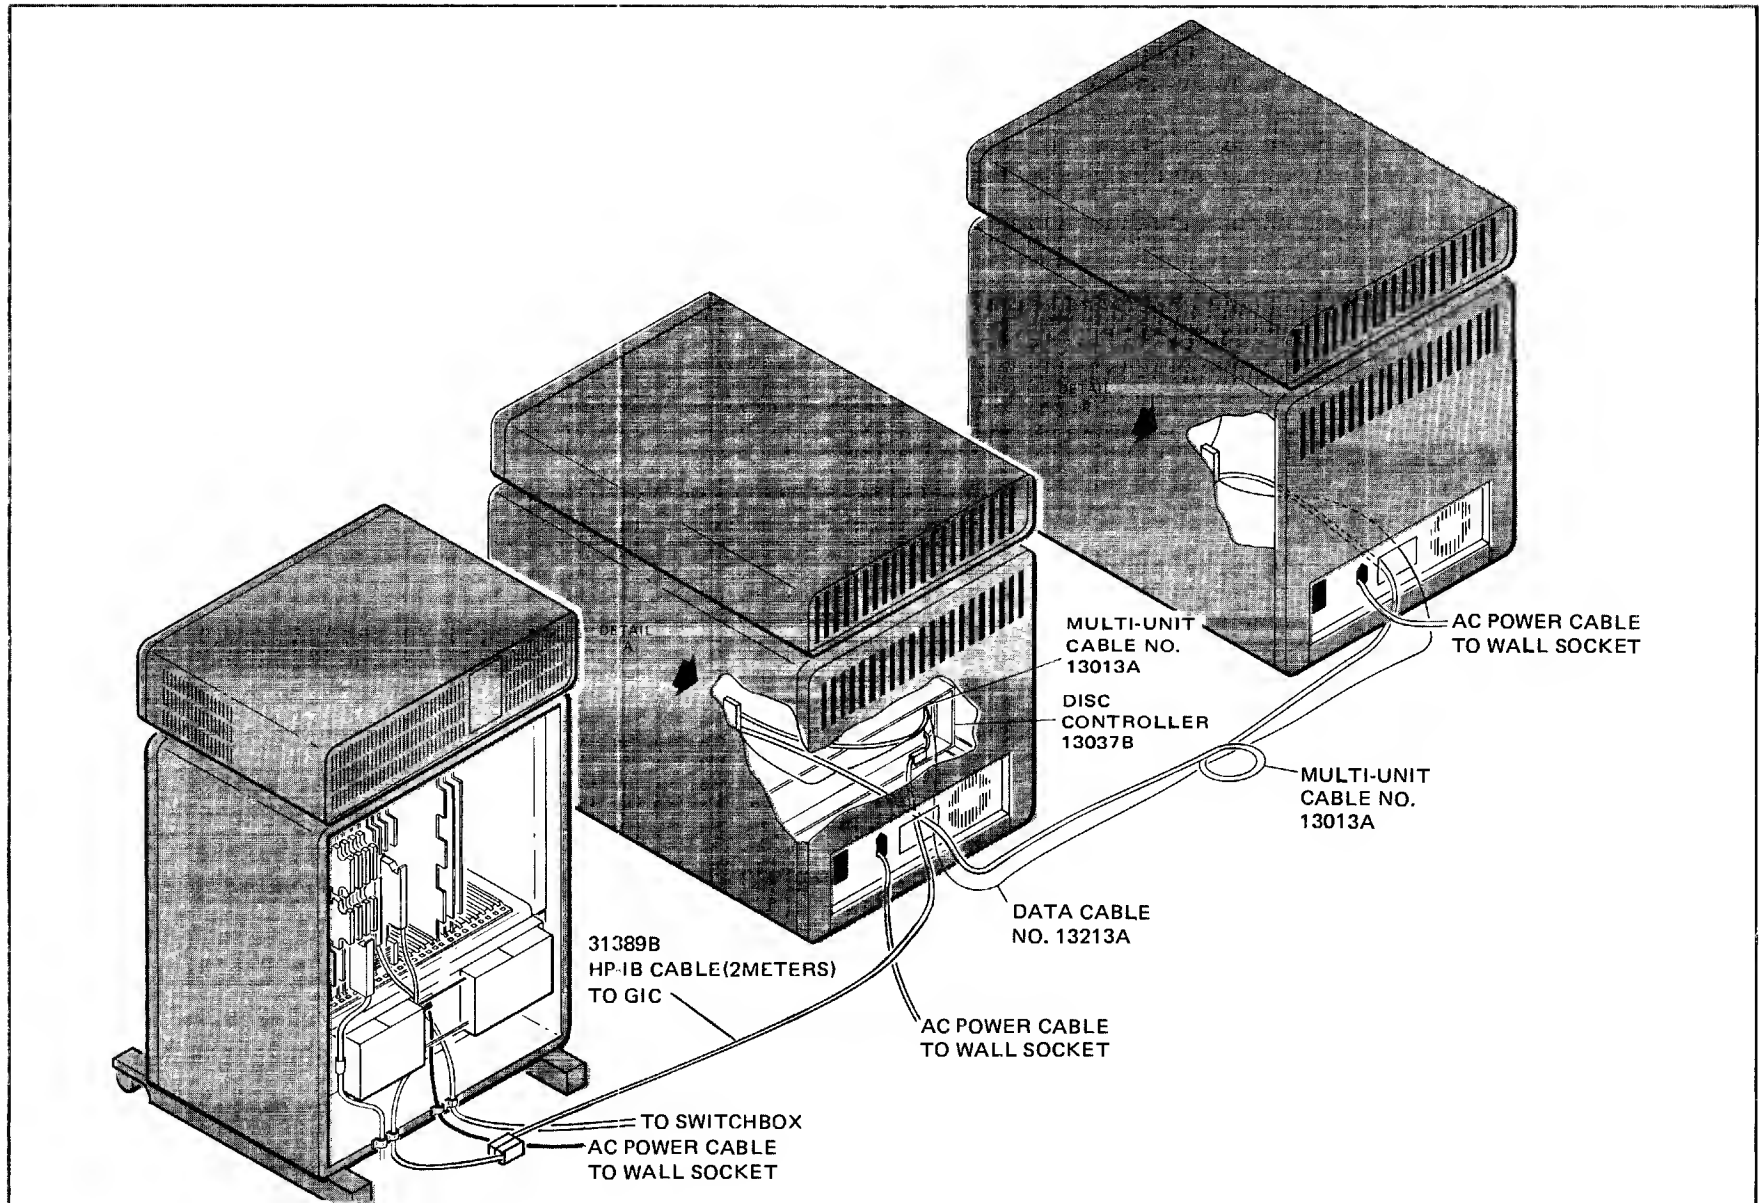 DETAIL
DETAIL
A
MULTI-UNIT
CABLE NO.
13013A
DISC
CONTROLLER
13037B
AC POWER CABLE
TO WALL SOCKET
MULTI-UNIT
CABLE NO.
13013A
DATA CABLE
NO. 13213A
31389B
HP-IB CABLE(2METERS)
TO GIC
AC POWER CABLE
TO WALL SOCKET
TO SWITCHBOX
AC POWER CABLE
TO WALL SOCKET